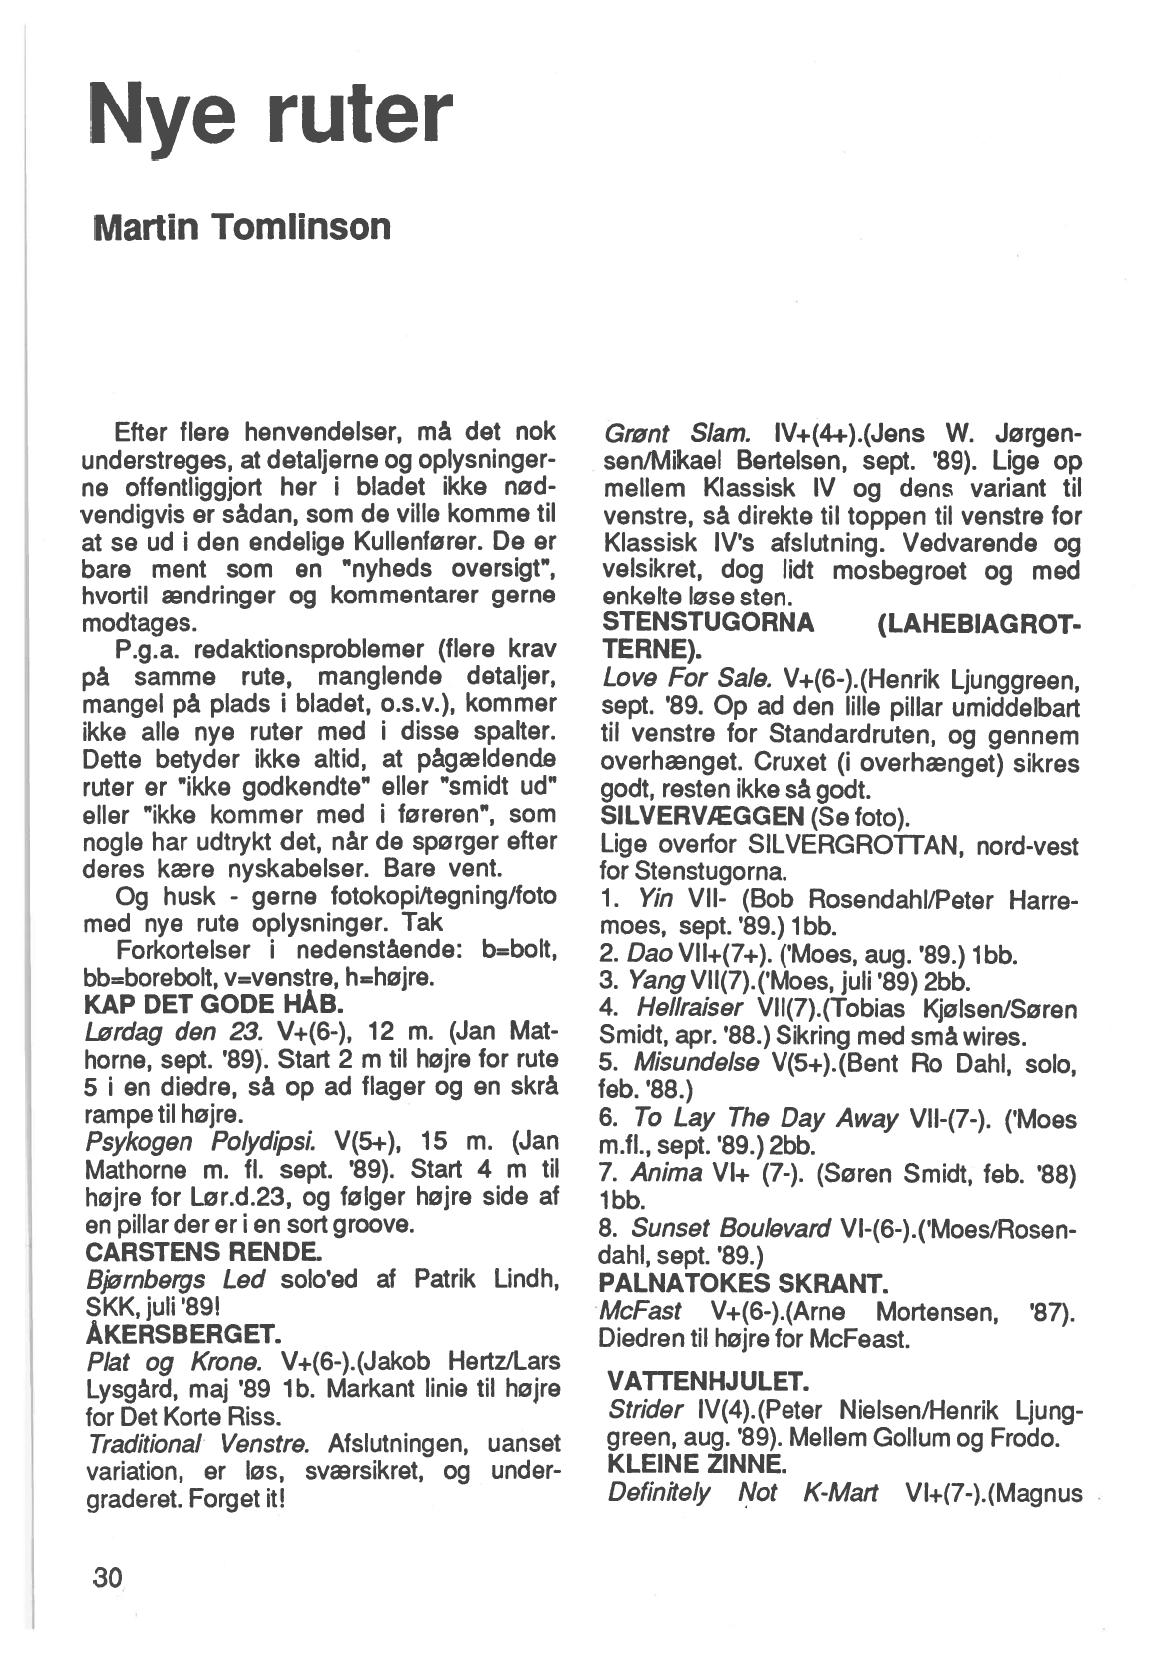 Nye ruter
Martin Tomlinson
Efter flere henvendelser, må det nok
understreges, at detaljerne og oplysninger-
ne offentliggjort her i bladet ikke nød-
vendigvis er sådan, som de ville komme til
at se ud i den endelige Kullenfører. De er
bare ment som en "nyheds oversigt",
hvortil ændringer og kommentarer gerne
modtages.
P.g.a. redaktionsproblemer (flere krav
på samme rute, manglende detaljer,
mangel på plads i bladet, o.s.v.), kommer
ikke alle nye ruter med i disse spalter.
Dette betyder ikke altid, at pågældende
ruter er "ikke godkendte" eller "smidt ud"
eller "ikke kommer med i føreren", som
nogle har udtrykt det, når de spørger efter
deres kære nyskabelser. Bare vent.
Og husk - gerne fotokopi/tegning/foto
med nye rute oplysninger. Tak
Forkortelser i nedenstående: b=bolt,
bb=borebolt, v=venstre, h=højre.
KAP DET GODE HÅB.
Lørdag den 23. V+(6-), 12 m. (Jan Mat-
horne, sept. '89). Start 2 m til højre for rute
5 i en diedre, så op ad flager og en skrå
rampe til højre.
Psykogen Polydipsi. V(5+), 15 m. (Jan
Mathorne m. fl. sept. '89). Start 4 m til
højre for Lør.d.23, og følger højre side af
en pillar der er i en sort groove.
CARSTENS RENDE.
Bjørnbergs Led solo'ed af Patrik Lindh,
SKK, juli '89!
ÅKERSBERGET.
Plat og Krone. V+(6-).(Jakob Hertz/Lars
Lysgård, maj '89 1b. Markant linie til højre
for Det Korte Riss.
Traditional Venstre. Afslutningen, uanset
variation, er løs, sværsikret, og under-
graderet. Forget it!
30
Grønt Slam. IV+(4+).(Jens W. Jørgen-
sen/Mikael Bertelsen, sept. '89). Lige op
mellem Klassisk IV og dens variant til
venstre, så direkte til toppen til venstre for
Klassisk IV's afslutning. Vedvarende og
velsikret, dog lidt mosbegroet og med
enkelte løse sten.
STENSTUGORNA (LAHEBIAGROT-
TERNE).
Love For Sale. V+(6-).(Henrik Ljunggreen,
sept. '89. Op ad den lille pillar umiddelbart
til venstre for Standardruten, og gennem
overhænget. Cruxet (i overhænget) sikres
godt, resten ikke så godt.
SILVERVÆGGEN (Se foto).
Lige overfor SILVERGROTTAN, nord-vest
for Stenstugorna.
1. Yin VII- (Bob Rosendahl/Peter Harre-
moes, sept. '89.) 1bb.
2. Dao VII+(7+). ('Moes, aug. '89.) 1bb.
3. Yang VII(7).('Moes, juli '89) 2bb.
4. Hellraiser VII(7).(Tobias Kjølsen/Søren
Smidt, apr. '88.) Sikring med små wires.
5. Misundelse V(5+).(Bent Ro Dahl, solo,
feb. '88.)
6. To Lay The Day Away VII-(7-). ('Moes
m.fl., sept. '89.) 2bb.
7. Anima VI+ (7-). (Søren Smidt, feb. '88)
1bb.
8. Sunset Boulevard VI-(6-).('Moes/Rosen-
dahl, sept. '89.)
PALNATOKES SKRANT.
McFast V+(6-).(Arne Mortensen, '87).
Diedren til højre for McFeast.
VATTENHJULET.
Strider IV(4).(Peter Nielsen/Henrik Ljung-
green, aug. '89). Mellem Gollum og Frodo.
KLEINE ZINNE.
Definitely Not K-Mart VI+(7-).(Magnus